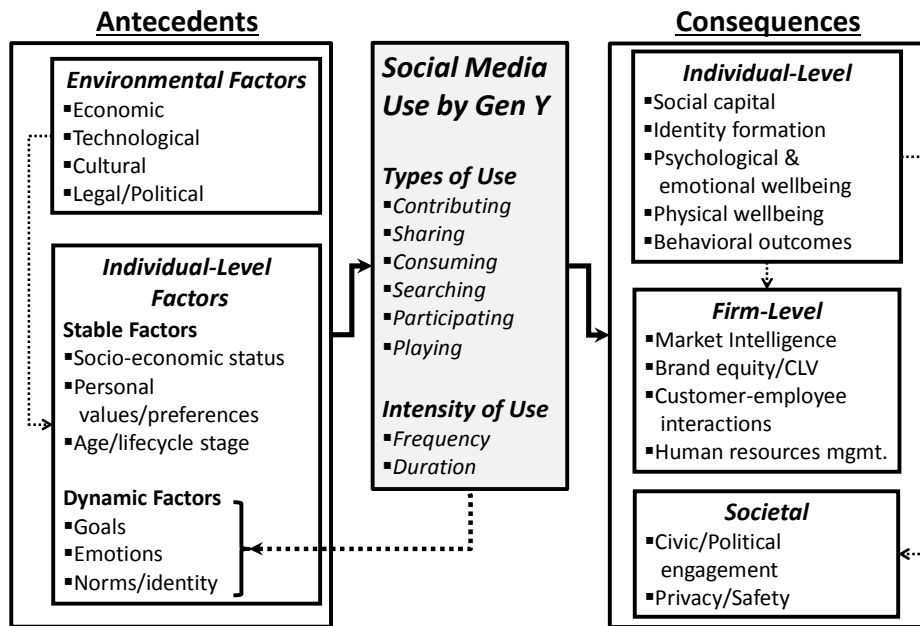 Antecedents
Environmental Factors
▪Economic
▪Technological
▪Cultural
▪Legal/Political
Individual-Level
Factors
Stable Factors
▪Socio-economic status
▪Personal
values/preferences
▪Age/lifecycle stage
Dynamic Factors
▪Goals
▪Emotions
▪Norms/identity
Social Media
Use by Gen Y
Types of Use
▪Contributing
▪Sharing
▪Consuming
▪Searching
▪Participating
▪Playing
Intensity of Use
▪Frequency
▪Duration
Consequences
Individual-Level
▪Social capital
▪Identity formation
▪Psychological &
emotional wellbeing
▪Physical wellbeing
▪Behavioral outcomes
Firm-Level
▪Market Intelligence
▪Brand equity/CLV
▪Customer-employee
interactions
▪Human resources mgmt.
Societal
▪Civic/Political
engagement
▪Privacy/Safety